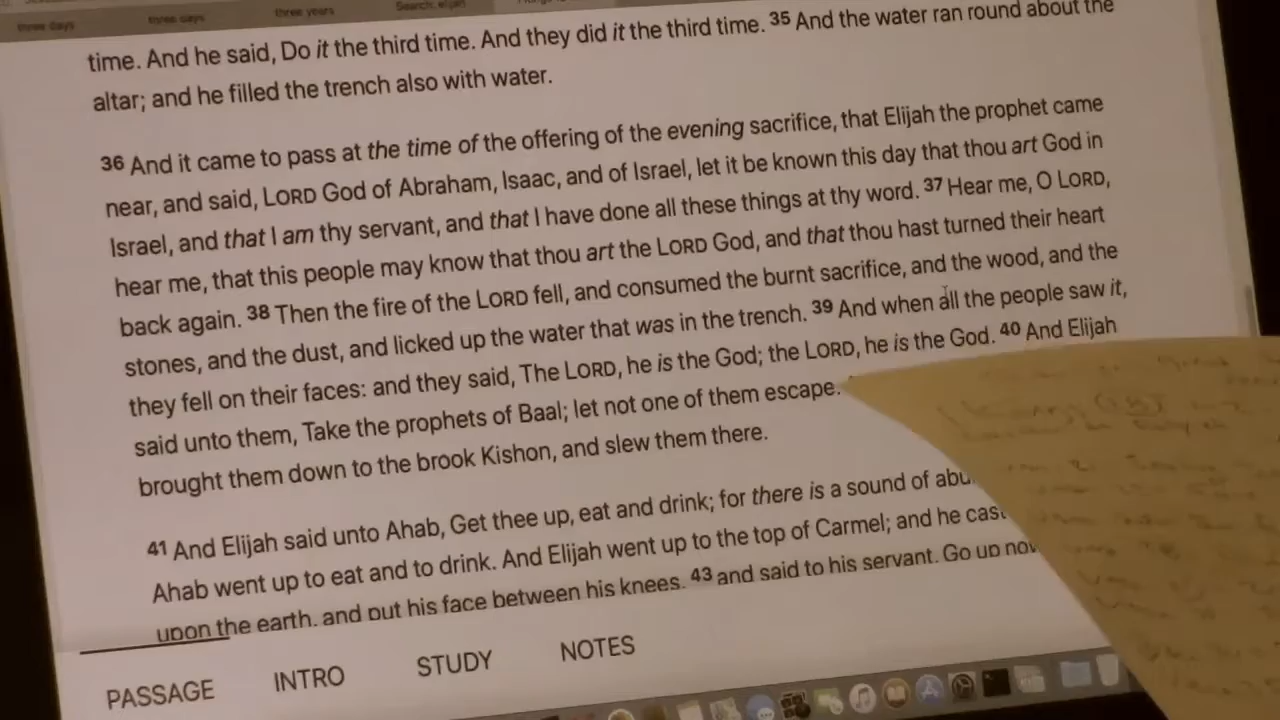 three days
three days
three years
Search: elijah
time. And he said, Do it the third time. And they did it the third time. 35 And the water ran round about the
altar; and he filled the trench also with water.
36 And it came to pass at the time of the offering of the evening sacrifice, that Elijah the prophet came
near, and said, LORD God of Abraham, Isaac, and of Israel, let it be known this day that thou art God in
Israel, and that I am thy servant, and that I have done all these things at thy word. 37 Hear me, O LORD,
hear me, that this people may know that thou art the LORD God, and that thou hast turned their heart
back again. 38 Then the fire of the LORD fell, and consumed the burnt sacrifice, and the wood, and the
stones, and the dust, and licked up the water that was in the trench. 39 And when all the people saw it,
they fell on their faces: and they said, The LORD, he is the God; the LORD, he is the God. 40 And Elijah
said unto them, Take the prophets of Baal; let not one of them escape.
brought them down to the brook Kishon, and slew them there.
41 And Elijah said unto Ahab, Get thee up, eat and drink; for there is a sound of
Ahab went up to eat and to drink. And Elijah went up to the top of Carmel; and he cast
upon the earth, and put his face between his knees. 43 and said to his servant. Go up now
PASSAGE
INTRO
STUDY
NOTES